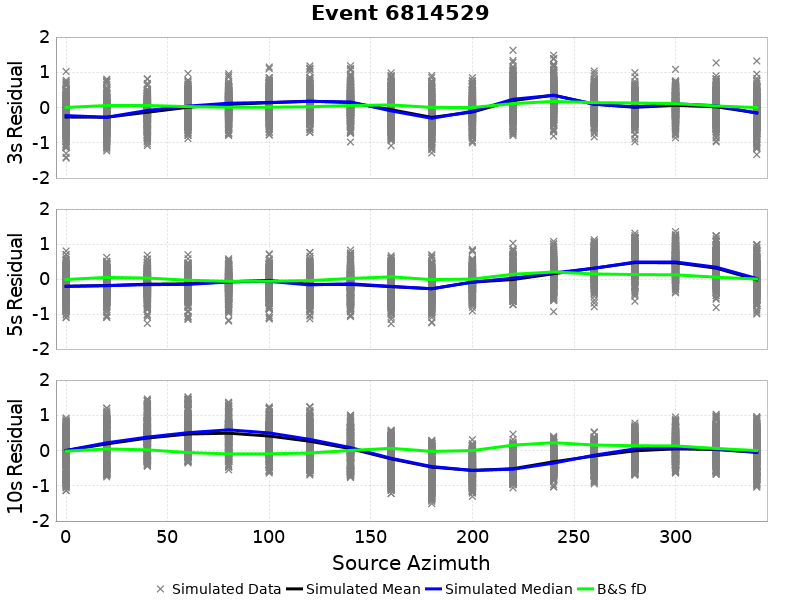 Event 6814529
3s Residual
2
1
0
-1
-2
5s Residual
2
1
0
-1
-2
10s Residual
2
1
0
-1
-2
0 50 100 150 200 250 300
Source Azimuth
Simulated Data Simulated Mean Simulated Median B&S fD